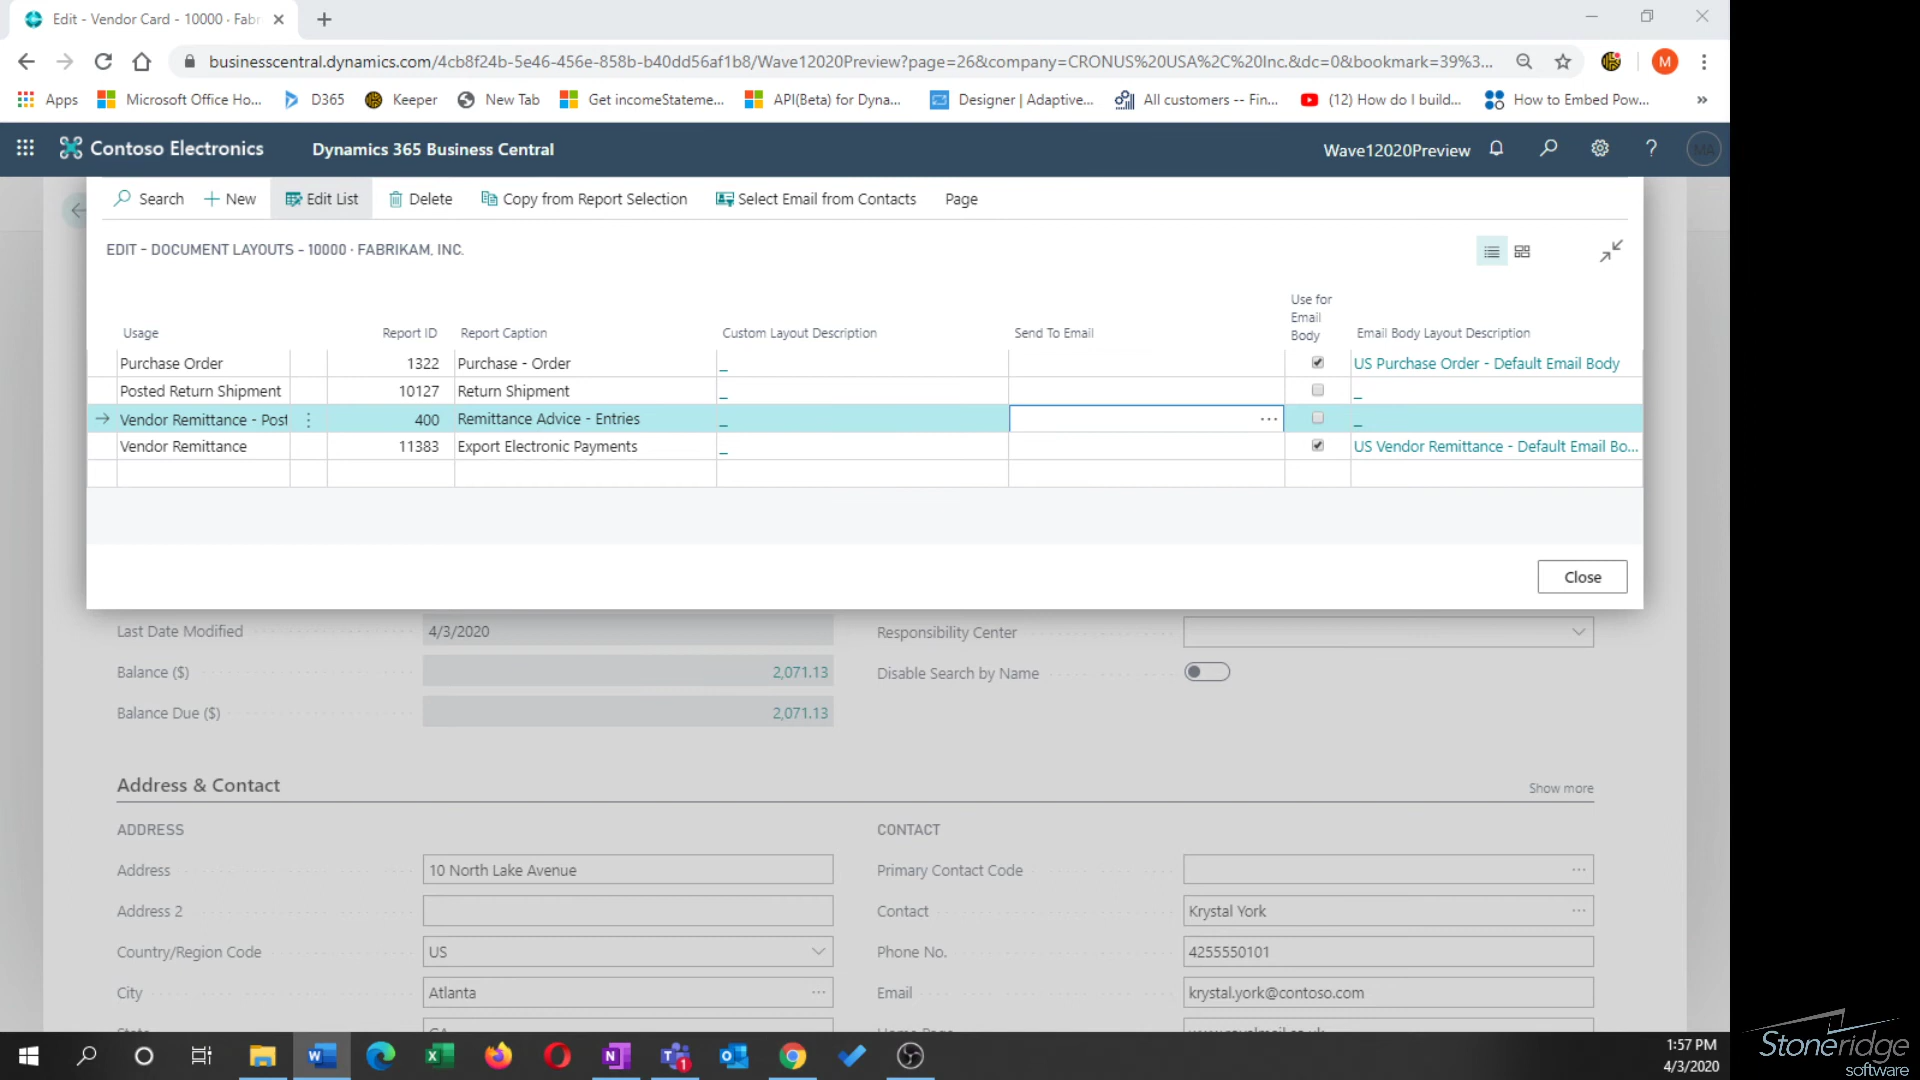 Edit - Vendor Card - 10000 · Fabr
businesscentral.dynamics.com/4cb8f24b-5e46-456e-858b-b40dd56af1b8/Wave12020Preview?page=26&company=CRONUS%20USA%2C%20Inc.&dc=0&bookmark=39%3...
M
Apps
Microsoft Office Ho...
D365
Keeper
New Tab
Get incomeStateme...
API(Beta) for Dyna...
Designer | Adaptive...
All customers -- Fin...
(12) How do I build...
How to Embed Pow...
»
Contoso Electronics
Dynamics 365 Business Central
Wave12020Preview
?
MA
Search
New
Edit List
Delete
Copy from Report Selection
Select Email from Contacts
Page
EDIT - DOCUMENT LAYOUTS - 10000 · FABRIKAM, INC.
Usage
Report ID
Report Caption
Custom Layout Description
Send To Email
Use for
Email
Body
Email Body Layout Description
Purchase Order
1322
Purchase - Order
_
US Purchase Order - Default Email Body
Posted Return Shipment
10127
Return Shipment
_
_
Vendor Remittance - Post
400
Remittance Advice - Entries
_
...
_
Vendor Remittance
11383
Export Electronic Payments
_
US Vendor Remittance - Default Email Bo...
Close
Last Date Modified
4/3/2020
Responsibility Center
Balance ($)
2,071.13
Disable Search by Name
Balance Due ($)
2,071.13
Address & Contact
Show more
ADDRESS
CONTACT
Address
10 North Lake Avenue
Primary Contact Code
...
Address 2
Contact
Krystal York
...
Country/Region Code
US
Phone No.
4255550101
City
Atlanta
...
Email
krystal.york@contoso.com
1:57 PM
4/3/2020
Stoneridge
software